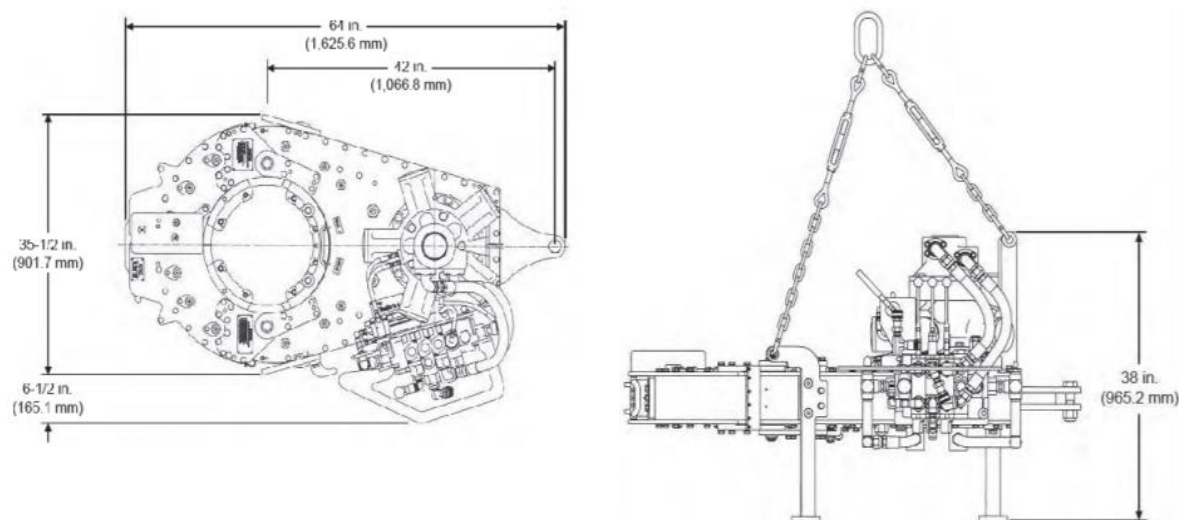 64 in.
(1,625.6 mm)
42 in.
(1,066.8 mm)
35-1/2 in.
(901.7 mm)
6-1/2 in.
(165.1 mm)
38 in.
(965.2 mm)